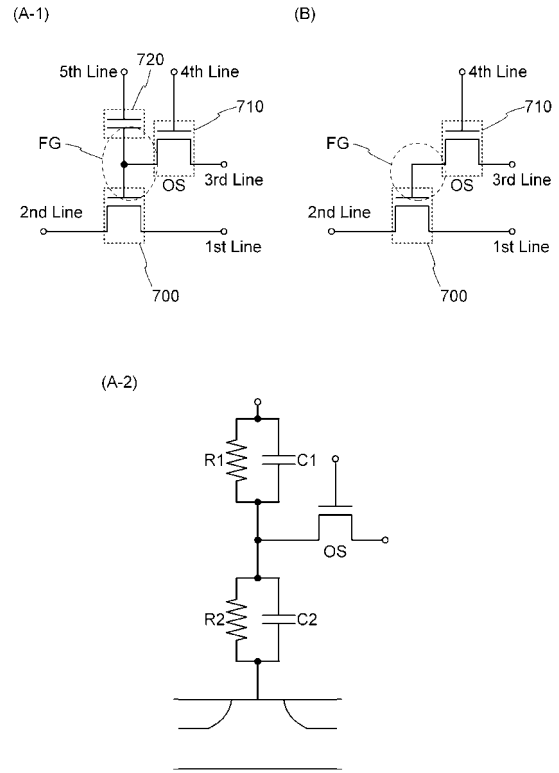 (A-1)
(B)
720
5th Line
4th Line
710
FG
OS
3rd Line
2nd Line
1st Line
700
4th Line
710
FG
OS
3rd Line
2nd Line
1st Line
700
(A-2)
R1
C1
OS
R2
C2